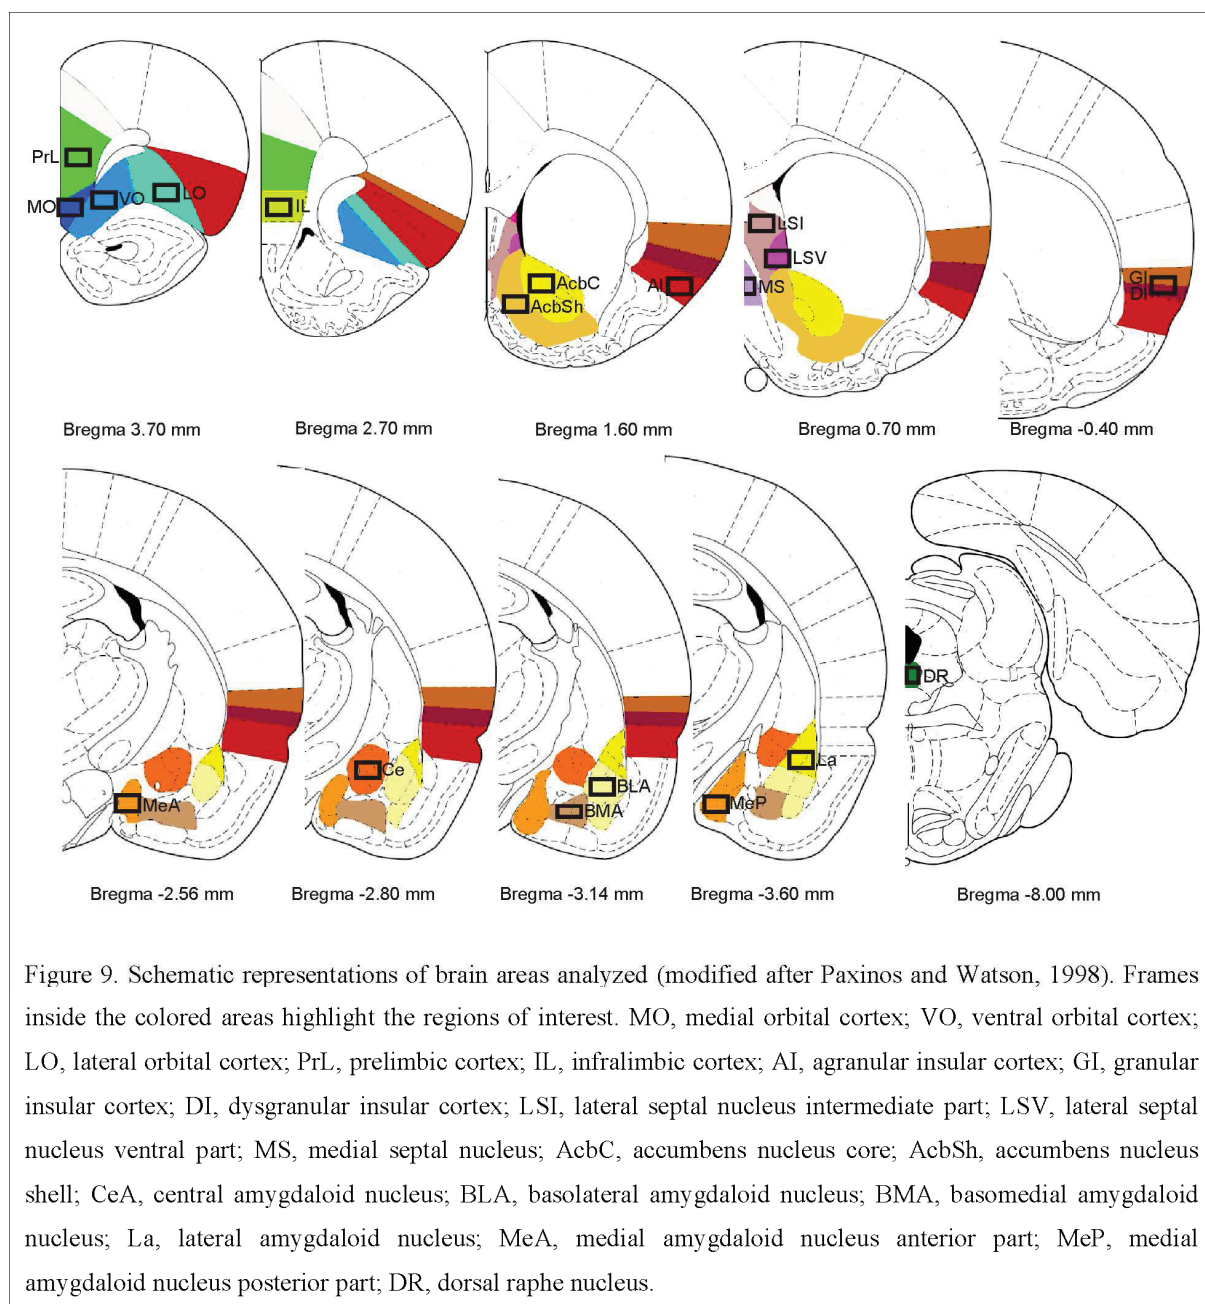 PrL
MO
VO
LO
IL
AcbC
AcbSh
AI
LSI
LSV
MS
GI
DI
Bregma 3.70 mm
Bregma 2.70 mm
Bregma 1.60 mm
Bregma 0.70 mm
Bregma -0.40 mm
MeA
Ce
BLA
BMA
La
MeP
DR
Bregma -2.56 mm
Bregma -2.80 mm
Bregma -3.14 mm
Bregma -3.60 mm
Bregma -8.00 mm
Figure 9. Schematic representations of brain areas analyzed (modified after Paxinos and Watson, 1998). Frames
inside the colored areas highlight the regions of interest. MO, medial orbital cortex; VO, ventral orbital cortex;
LO, lateral orbital cortex; PrL, prelimbic cortex; IL, infralimbic cortex; AI, agranular insular cortex; GI, granular
insular cortex; DI, dysgranular insular cortex; LSI, lateral septal nucleus intermediate part; LSV, lateral septal
nucleus ventral part; MS, medial septal nucleus; AcbC, accumbens nucleus core; AcbSh, accumbens nucleus
shell; CeA, central amygdaloid nucleus; BLA, basolateral amygdaloid nucleus; BMA, basomedial amygdaloid
nucleus; La, lateral amygdaloid nucleus; MeA, medial amygdaloid nucleus anterior part; MeP, medial
amygdaloid nucleus posterior part; DR, dorsal raphe nucleus.